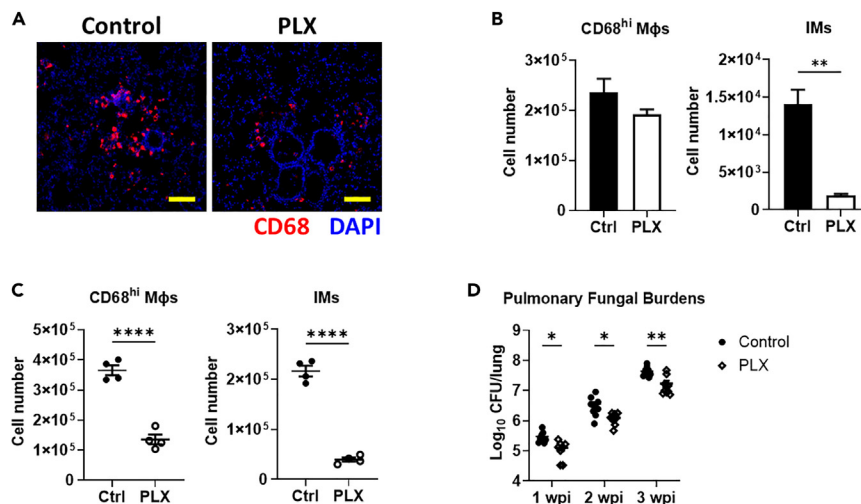 A
Control
PLX
CD68 DAPI
B
CD68ʰⁱ Mϕs
Cell number
3×10⁵
2×10⁵
1×10⁵
0
Ctrl PLX
IMs
**
Cell number
2×10⁴
1.5×10⁴
1×10⁴
5×10³
0
Ctrl PLX
C
CD68ʰⁱ Mϕs
****
Cell number
5×10⁵
4×10⁵
3×10⁵
2×10⁵
1×10⁵
0
Ctrl PLX
IMs
****
Cell number
3×10⁵
2×10⁵
1×10⁵
0
Ctrl PLX
D
Pulmonary Fungal Burdens
* * **
Log₁₀ CFU/lung
9
8
7
6
5
4
1 wpi 2 wpi 3 wpi
Control
PLX